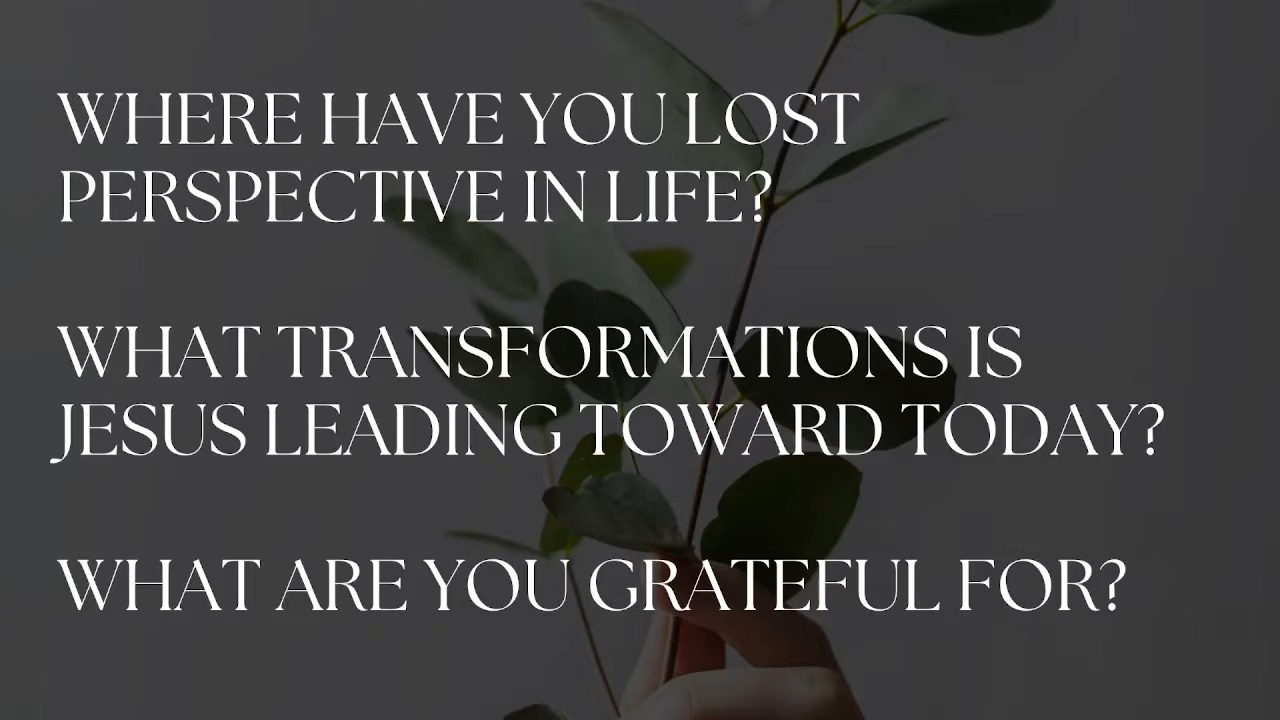 WHERE HAVE YOU LOST
PERSPECTIVE IN LIFE?
WHAT TRANSFORMATIONS IS
JESUS LEADING TOWARD TODAY?
WHAT ARE YOU GRATEFUL FOR?